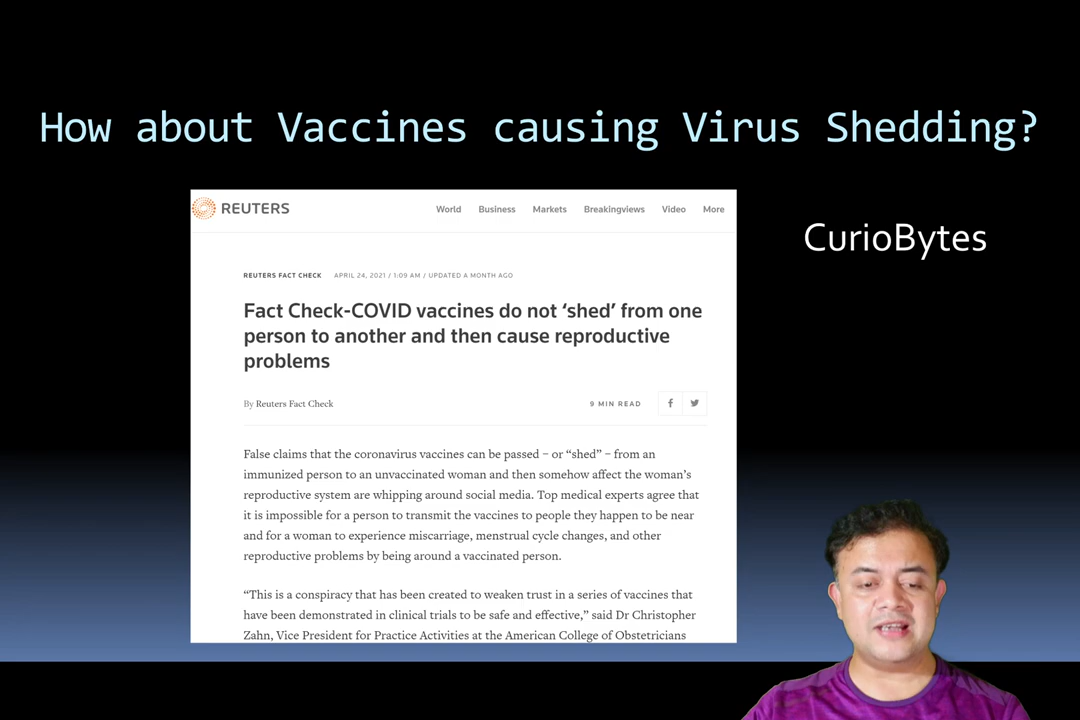 How about Vaccines causing Virus Shedding?
REUTERS
World Business Markets Breakingviews Video More
CurioBytes
REUTERS FACT CHECK APRIL 24, 2021 / 1:09 AM / UPDATED A MONTH AGO
Fact Check-COVID vaccines do not ‘shed’ from one
person to another and then cause reproductive
problems
By Reuters Fact Check
9 MIN READ
False claims that the coronavirus vaccines can be passed – or “shed” – from an
immunized person to an unvaccinated woman and then somehow affect the woman’s
reproductive system are whipping around social media. Top medical experts agree that
it is impossible for a person to transmit the vaccines to people they happen to be near
and for a woman to experience miscarriage, menstrual cycle changes, and other
reproductive problems by being around a vaccinated person.
“This is a conspiracy that has been created to weaken trust in a series of vaccines that
have been demonstrated in clinical trials to be safe and effective,” said Dr Christopher
Zahn, Vice President for Practice Activities at the American College of Obstetricians